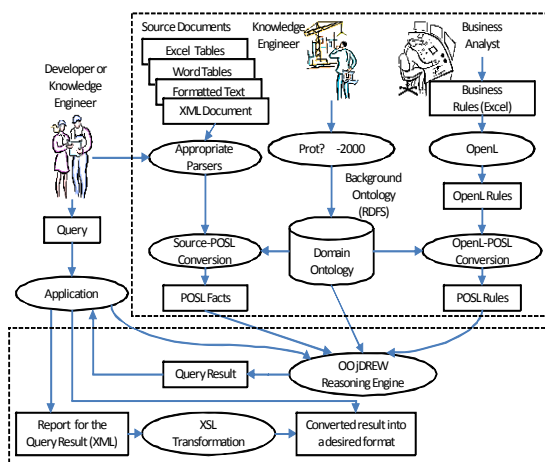 Source Documents
Knowledge
Engineer
Business
Analyst
Excel Tables
Word Tables
Formatted Text
XML Document
Developer or
Knowledge
Engineer
Business
Rules (Excel)
Appropriate
Parsers
Prot? -2000
OpenL
Background
Ontology
(RDFS)
OpenL Rules
Query
Source-POSL
Conversion
Domain
Ontology
OpenL-POSL
Conversion
Application
POSL Facts
POSL Rules
Query Result
OO jDREW
Reasoning Engine
Report for the
Query Result (XML)
XSL
Transformation
Converted result into
a desired format